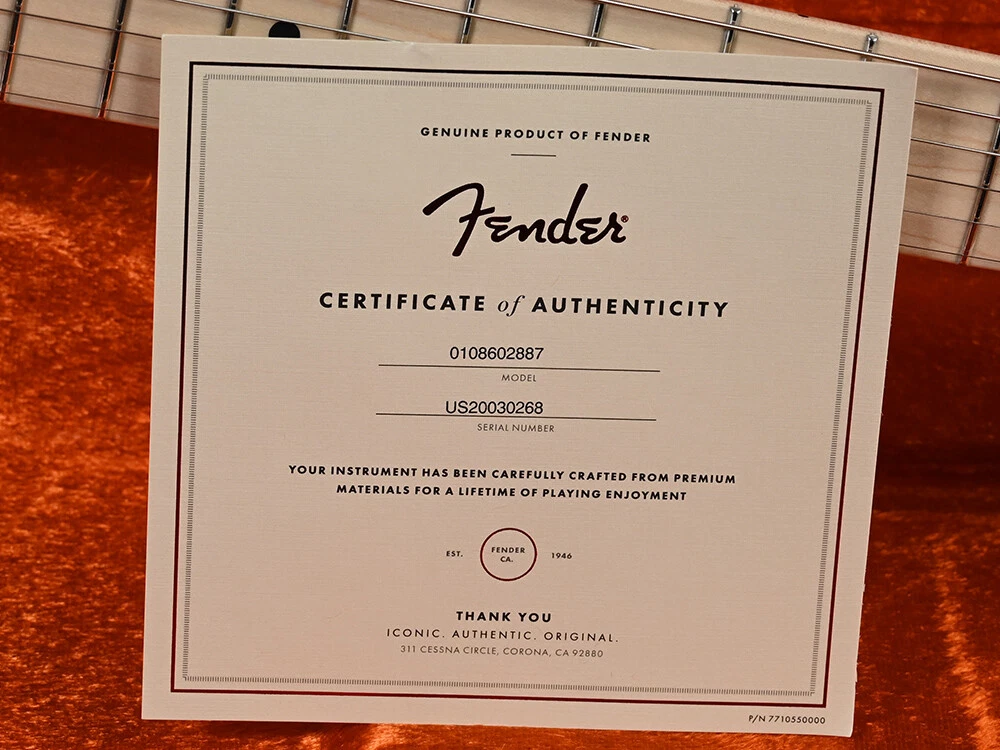 GENUINE PRODUCT OF FENDER
Fender®
CERTIFICATE of AUTHENTICITY
0108602887
MODEL
US20030268
SERIAL NUMBER
YOUR INSTRUMENT HAS BEEN CAREFULLY CRAFTED FROM PREMIUM
MATERIALS FOR A LIFETIME OF PLAYING ENJOYMENT
EST. FENDER CA. 1946
THANK YOU
ICONIC. AUTHENTIC. ORIGINAL.
311 CESSNA CIRCLE, CORONA, CA 92880
P/N 7710550000